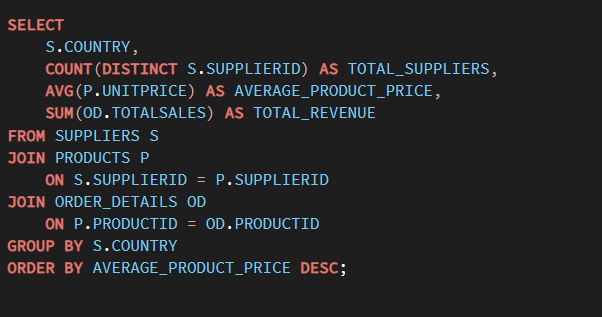 SELECT
    S.COUNTRY,
    COUNT(DISTINCT S.SUPPLIERID) AS TOTAL_SUPPLIERS,
    AVG(P.UNITPRICE) AS AVERAGE_PRODUCT_PRICE,
    SUM(OD.TOTALSALES) AS TOTAL_REVENUE
FROM SUPPLIERS S
JOIN PRODUCTS P
    ON S.SUPPLIERID = P.SUPPLIERID
JOIN ORDER_DETAILS OD
    ON P.PRODUCTID = OD.PRODUCTID
GROUP BY S.COUNTRY
ORDER BY AVERAGE_PRODUCT_PRICE DESC;